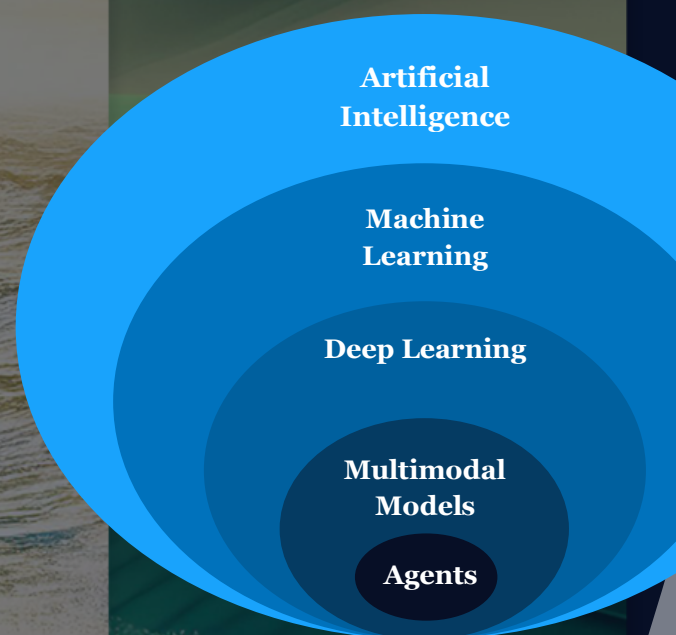 Artificial
Intelligence
Machine
Learning
Deep Learning
Multimodal
Models
Agents